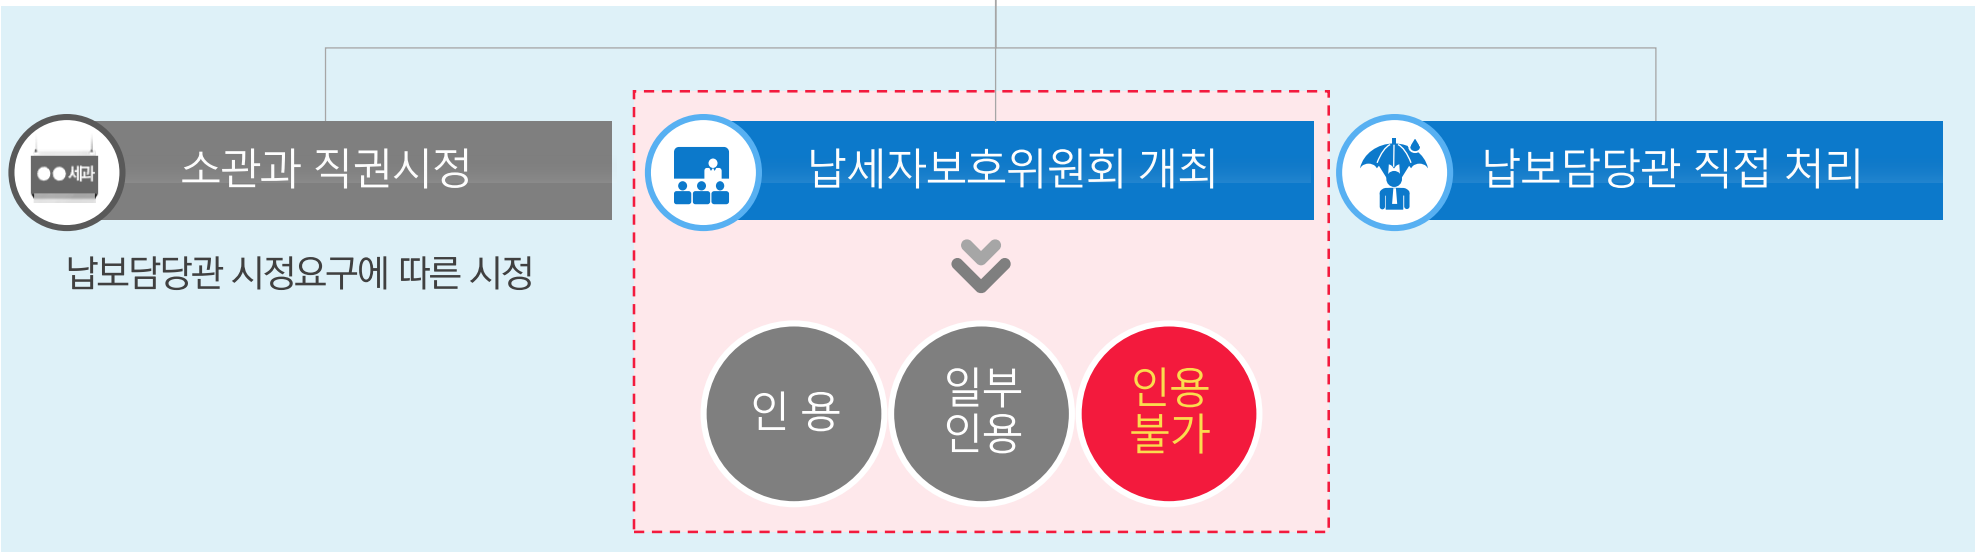 ●●세과
소관과 직권시정
납세자보호위원회 개최
납보담당관 직접 처리
납보담당관 시정요구에 따른 시정
인 용
일부
인용
인용
불가